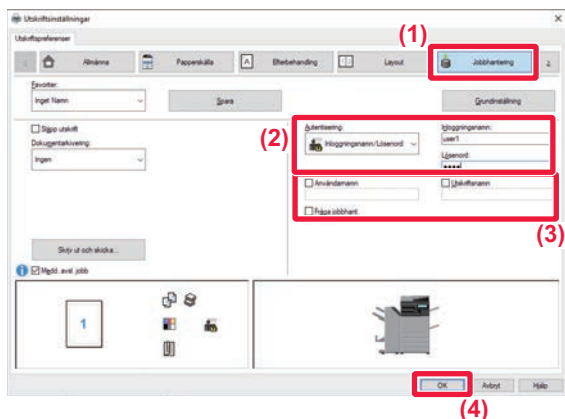 Utskriftsinställningar
Utskriftspreferenser
(1)
Allmänna
Papperskälla
Efterbehandling
Layout
Jobbhantering
Favoriter:
Inget Namn
Spara
Grundinställning
(2)
Släpp utskrift
Dokumentarkivering:
Ingen
Autentisering:
Inloggningsnamn/Lösenord
Inloggningsnamn:
user1
Lösenord:
Användarnamn
Utskriftsnamn
Fråga jobbhant.
(3)
Skriv ut och skicka...
Medd. avsl. jobb
1
OK
Avbryt
Hjälp
(4)